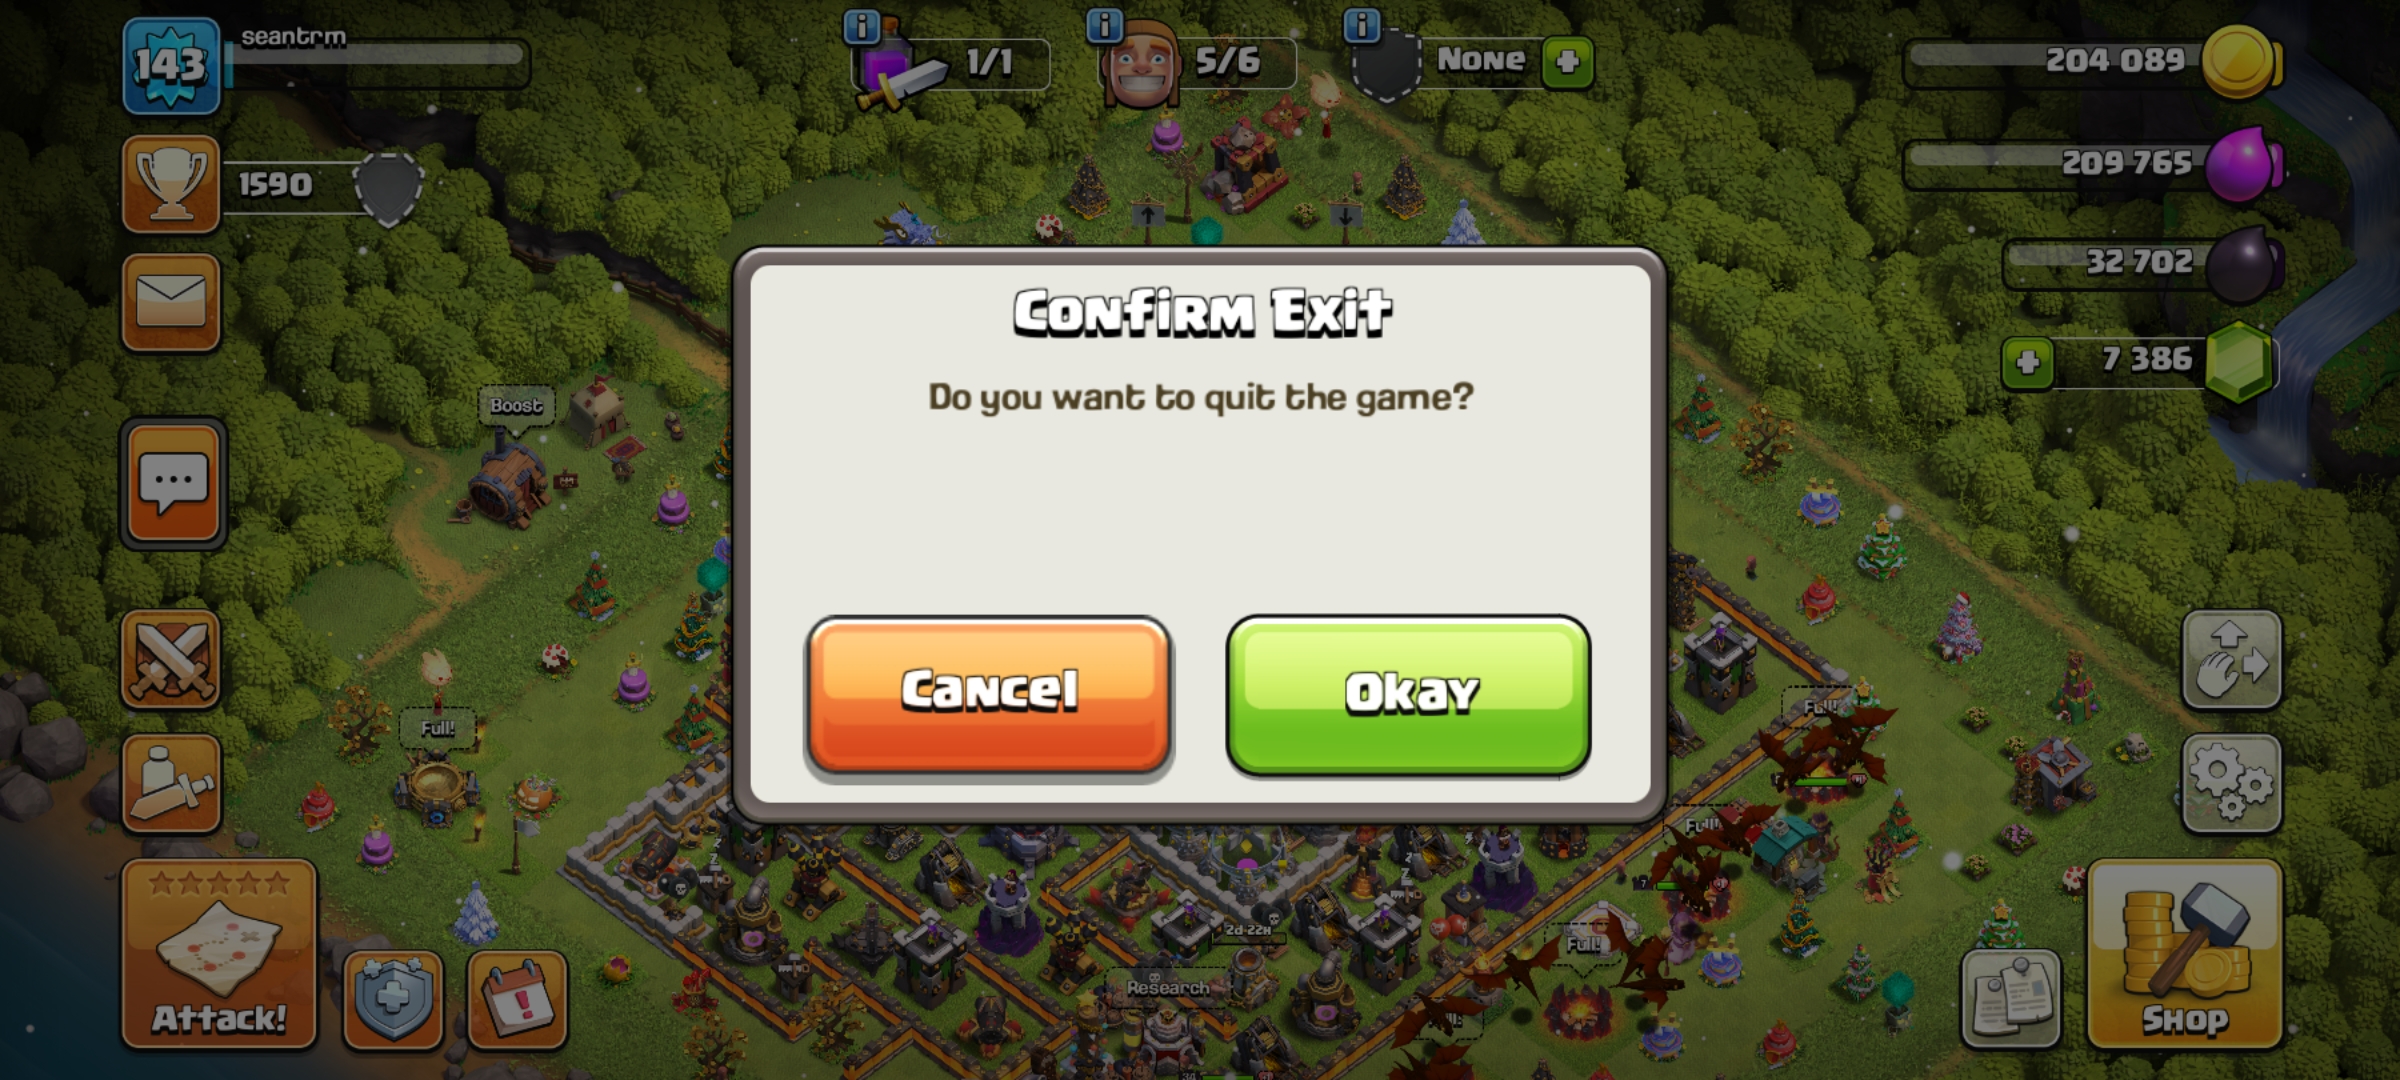 143
seantrm
1/1
5/6
None
204 089
1590
209 765
32 702
7 386
Confirm Exit
Do you want to quit the game?
Boost
Cancel
Okay
Full!
Full!
Full!
2d 22H
Full!
Research
Attack!
Shop